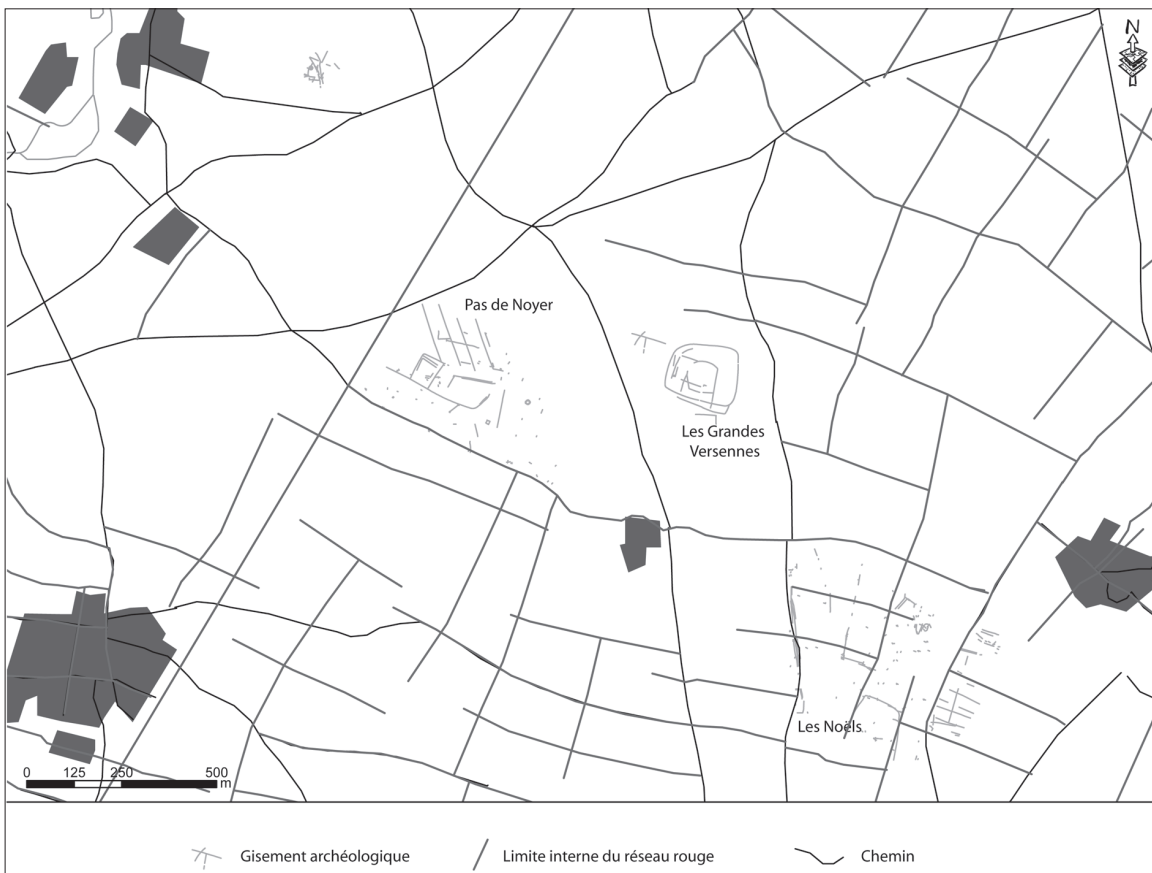 N
Pas de Noyer
Les Grandes
Versennes
Les Noëls
0 125 250 500
m
Gisement archéologique
Limite interne du réseau rouge
Chemin